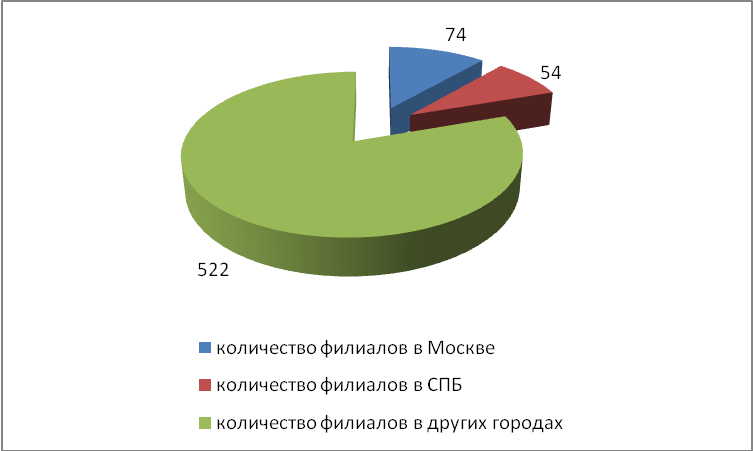 74
54
522
количество филиалов в Москве
количество филиалов в СПБ
количество филиалов в других городах